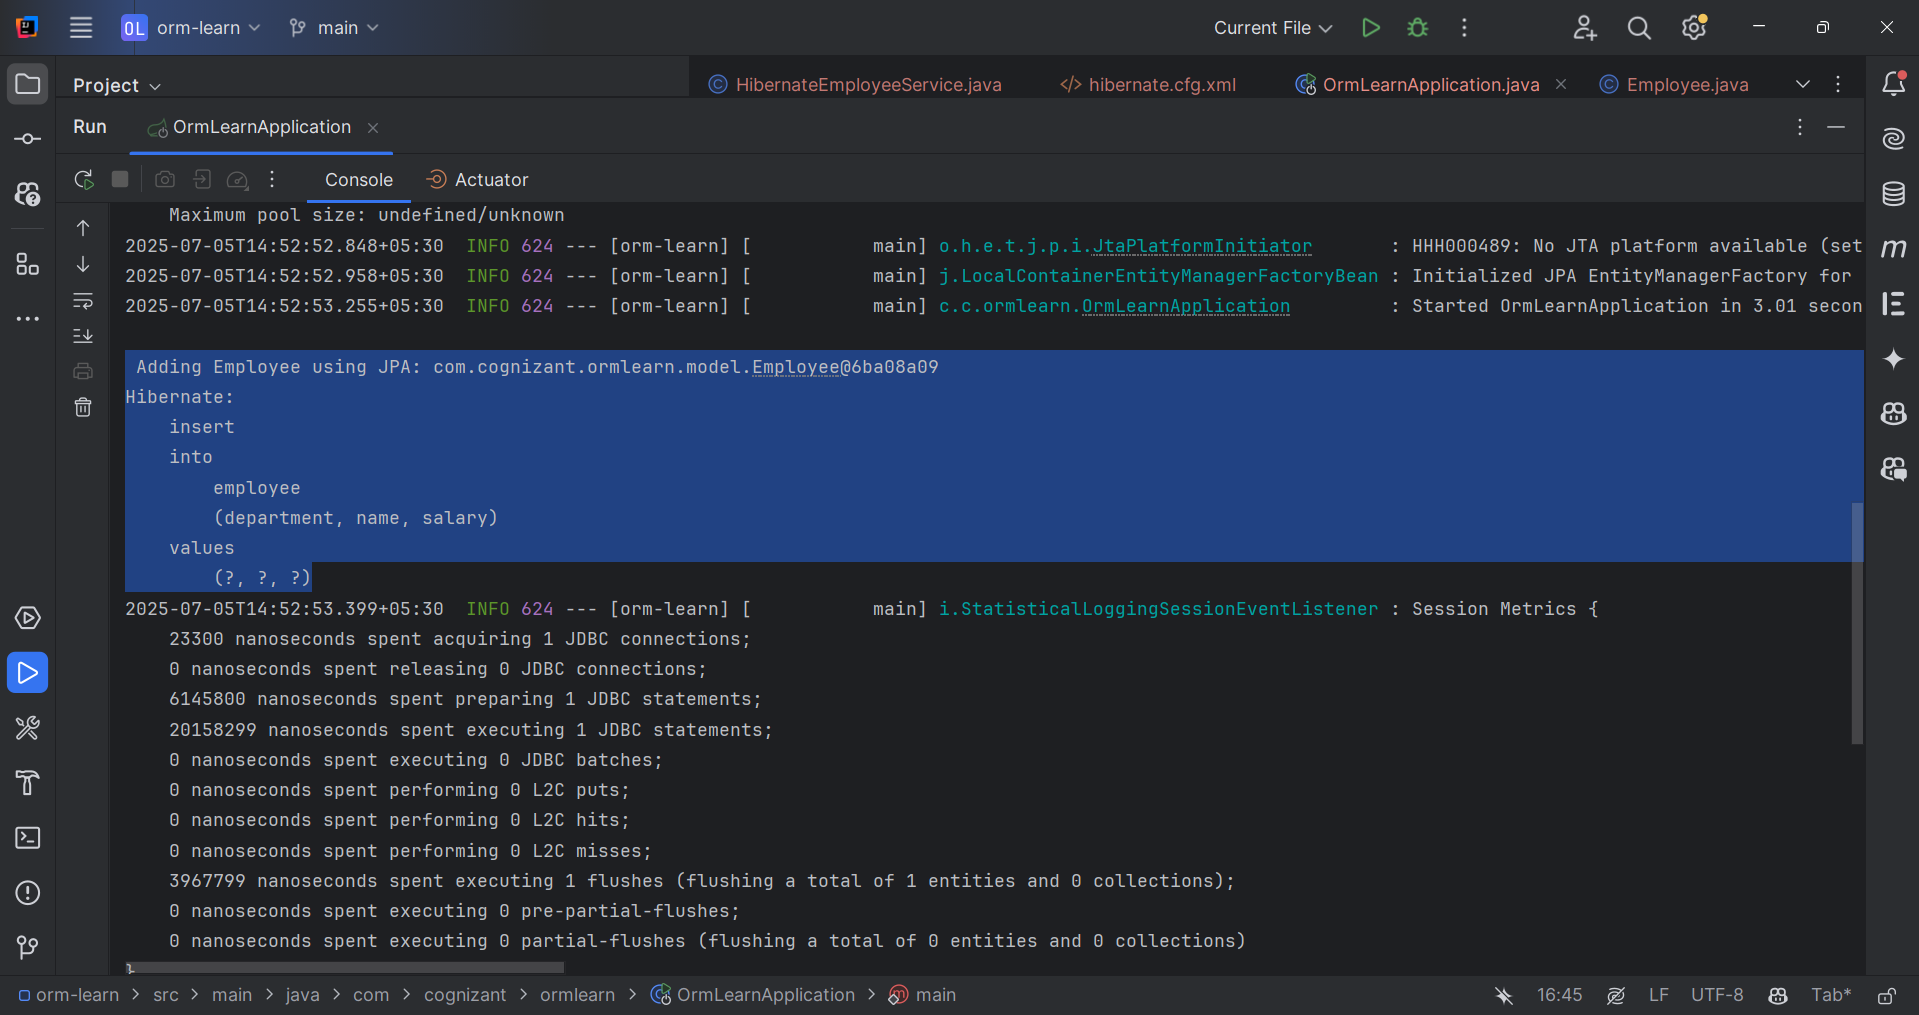 OL orm-learn main Current File
Project
HibernateEmployeeService.java hibernate.cfg.xml OrmLearnApplication.java Employee.java
Run OrmLearnApplication
Console Actuator
Maximum pool size: undefined/unknown
2025-07-05T14:52:52.848+05:30 INFO 624 --- [orm-learn] [ main] o.h.e.t.j.p.i.JtaPlatformInitiator : HHH000489: No JTA platform available (set
2025-07-05T14:52:52.958+05:30 INFO 624 --- [orm-learn] [ main] j.LocalContainerEntityManagerFactoryBean : Initialized JPA EntityManagerFactory for
2025-07-05T14:52:53.255+05:30 INFO 624 --- [orm-learn] [ main] c.c.ormlearn.OrmLearnApplication : Started OrmLearnApplication in 3.01 secon
Adding Employee using JPA: com.cognizant.ormlearn.model.Employee@6ba08a09
Hibernate:
insert
into
employee
(department, name, salary)
values
(?, ?, ?)
2025-07-05T14:52:53.399+05:30 INFO 624 --- [orm-learn] [ main] i.StatisticalLoggingSessionEventListener : Session Metrics {
23300 nanoseconds spent acquiring 1 JDBC connections;
0 nanoseconds spent releasing 0 JDBC connections;
6145800 nanoseconds spent preparing 1 JDBC statements;
20158299 nanoseconds spent executing 1 JDBC statements;
0 nanoseconds spent executing 0 JDBC batches;
0 nanoseconds spent performing 0 L2C puts;
0 nanoseconds spent performing 0 L2C hits;
0 nanoseconds spent performing 0 L2C misses;
3967799 nanoseconds spent executing 1 flushes (flushing a total of 1 entities and 0 collections);
0 nanoseconds spent executing 0 pre-partial-flushes;
0 nanoseconds spent executing 0 partial-flushes (flushing a total of 0 entities and 0 collections)
}
orm-learn > src > main > java > com > cognizant > ormlearn > OrmLearnApplication > main 16:45 LF UTF-8 Tab*